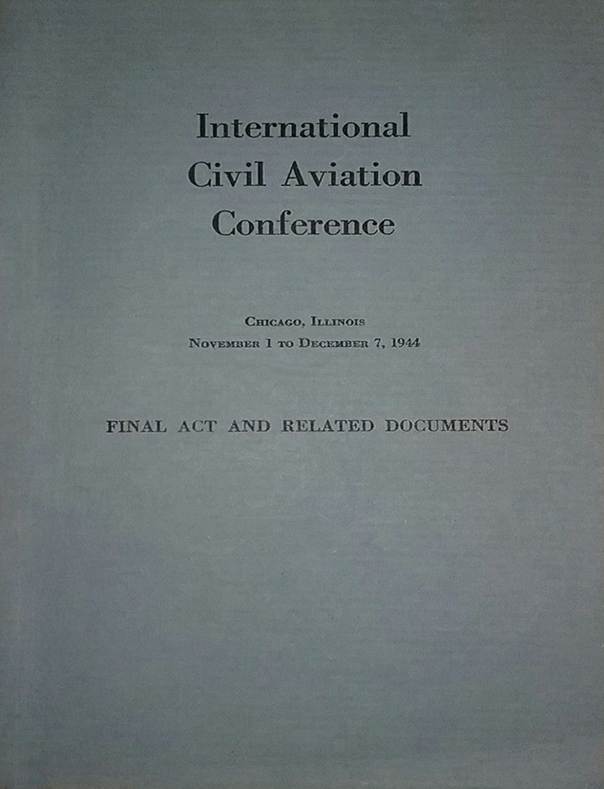 International
Civil Aviation
Conference
Chicago, Illinois
November 1 to December 7, 1944
FINAL ACT AND RELATED DOCUMENTS